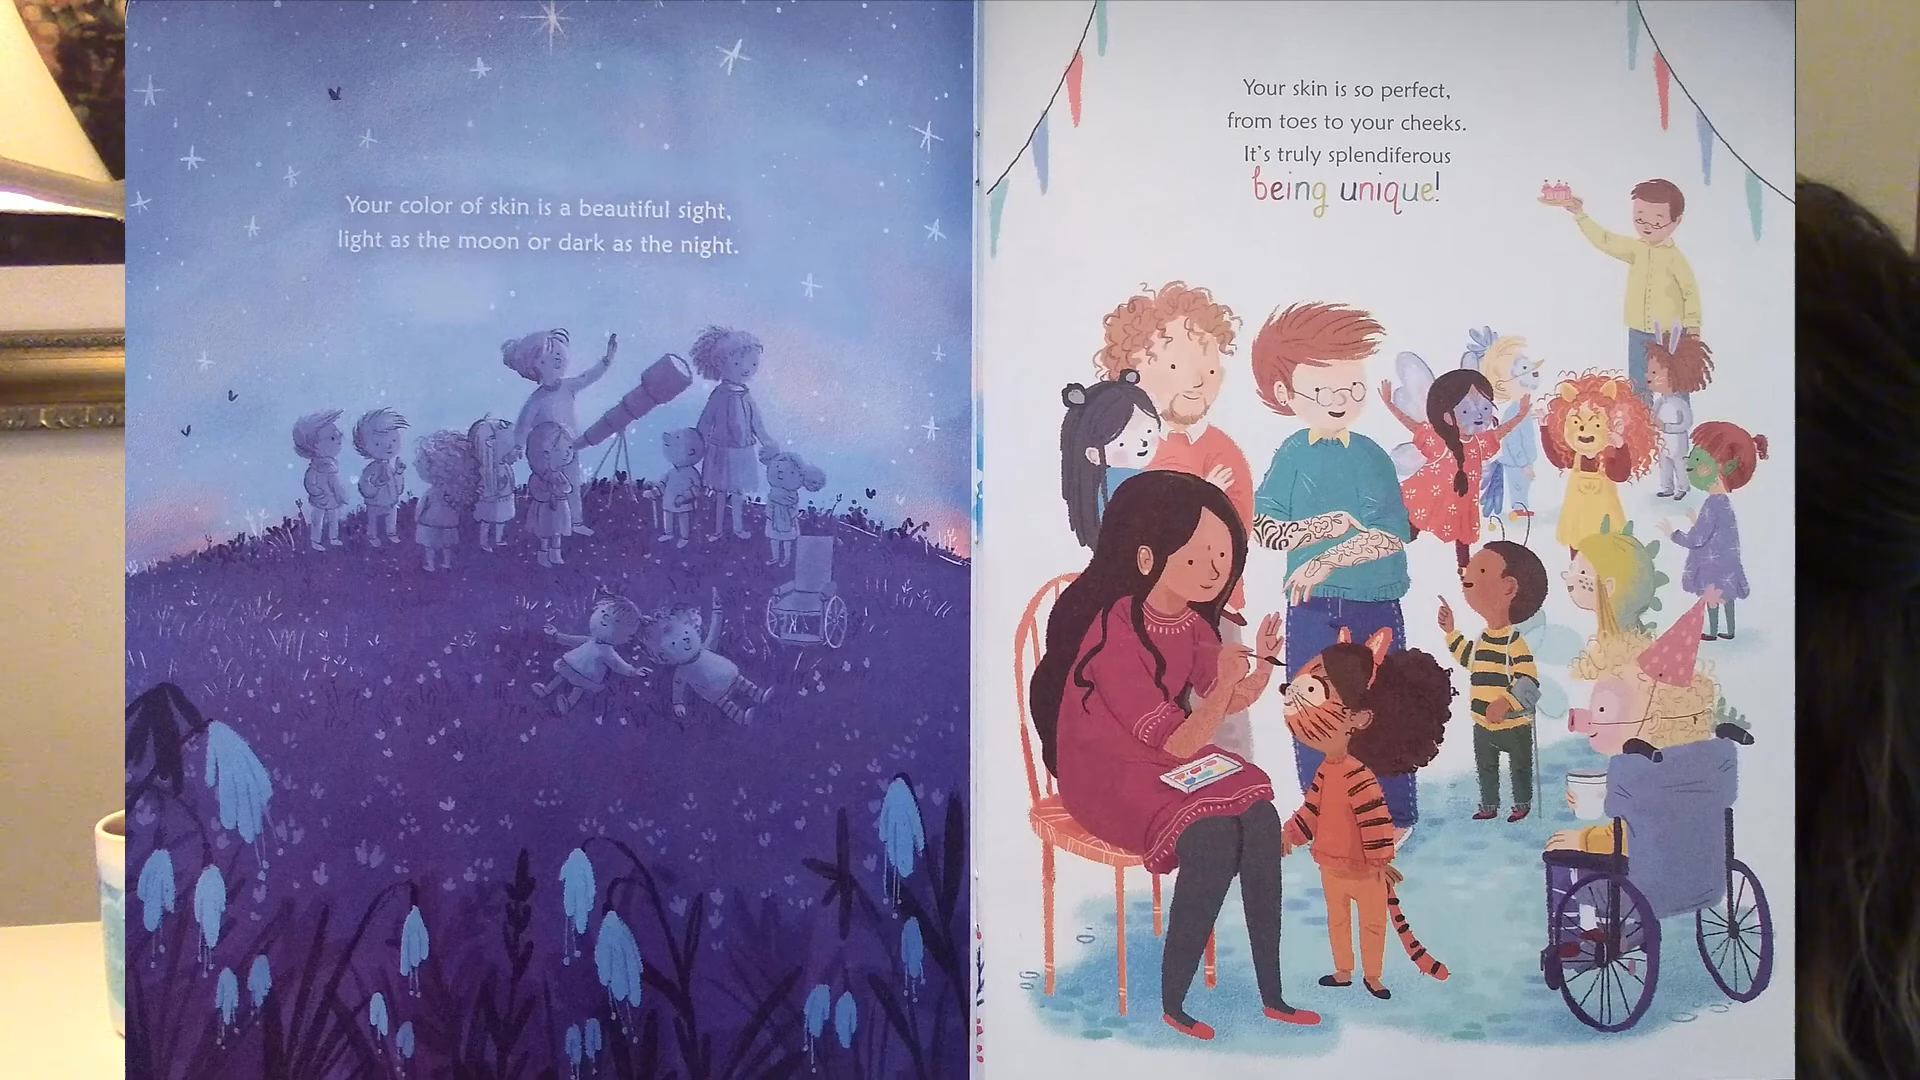 Your color of skin is a beautiful sight,
light as the moon or dark as the night.
Your skin is so perfect,
from toes to your cheeks.
It's truly splendiferous
being unique!